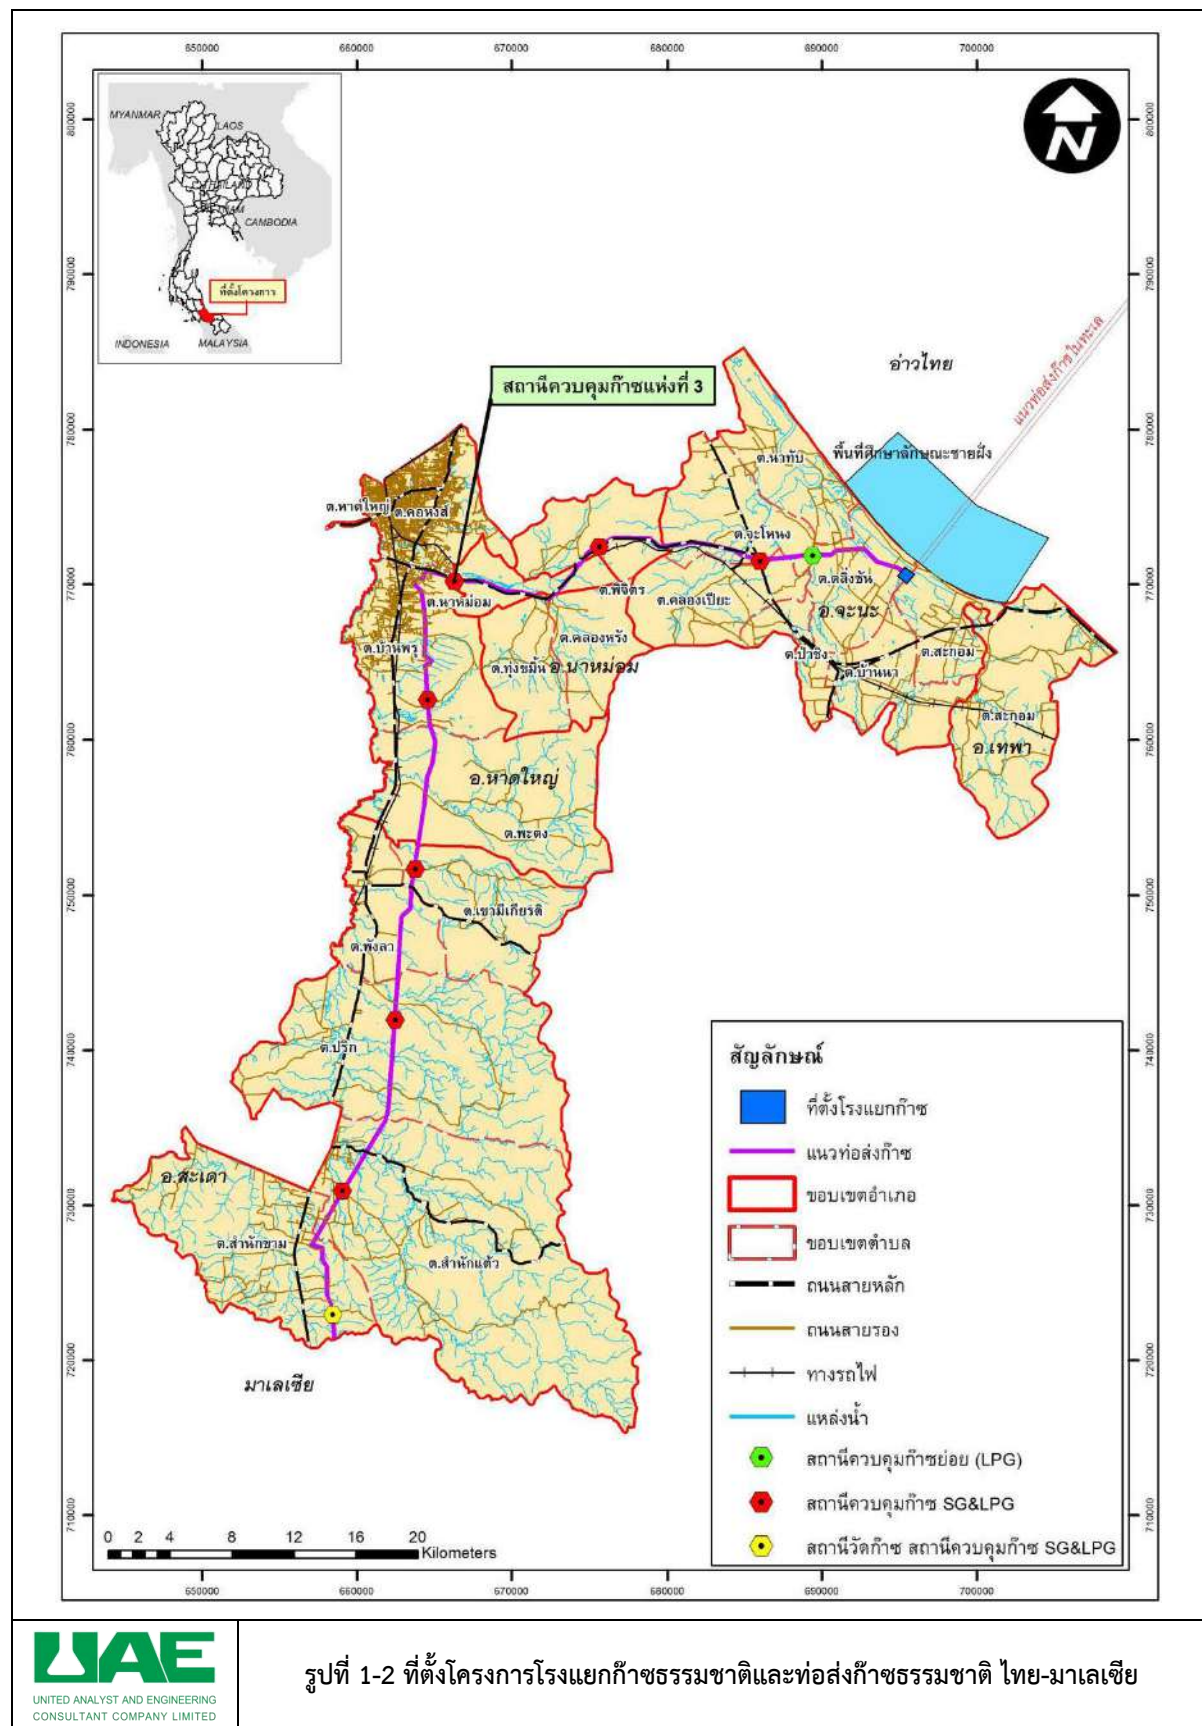 650000 660000 670000 680000 690000 700000
800000 800000
790000 790000
780000 780000
770000 770000
760000 760000
750000 750000
740000 740000
730000 730000
720000 720000
710000 710000
MYANMAR
LAOS
THAILAND
CAMBODIA
ที่ตั้งโครงการ
INDONESIA
MALAYSIA
N
อ่าวไทย
แนวท่อส่งก๊าซในทะเล
สถานีควบคุมก๊าซแห่งที่ 3
พื้นที่ศึกษาลักษณะชายฝั่ง
ต.นาทับ
ต.หาดใหญ่
ต.คอหงส์
ต.จะโหนง
ต.ตลิ่งชัน
ต.นาหม่อม
ต.พิจิตร
ต.คลองเปียะ
อ.จะนะ
ต.คลองหรัง
ต.บ้านพรุ
ต.ทุ่งขมิ้น
อ.นาหม่อม
ต.ป่าชิง
ต.บ้านนา
ต.สะกอม
ต.สะกอม
อ.เทพา
อ.หาดใหญ่
ต.พะตง
ต.เขามีเกียรติ
ต.พังลา
ต.ปริก
อ.สะเดา
ต.สำนักขาม
ต.สำนักแต้ว
มาเลเซีย
สัญลักษณ์
ที่ตั้งโรงแยกก๊าซ
แนวท่อส่งก๊าซ
ขอบเขตอำเภอ
ขอบเขตตำบล
ถนนสายหลัก
ถนนสายรอง
ทางรถไฟ
แหล่งน้ำ
สถานีควบคุมก๊าซย่อย (LPG)
สถานีควบคุมก๊าซ SG&LPG
สถานีวัดก๊าซ สถานีควบคุมก๊าซ SG&LPG
0 2 4 8 12 16 20
Kilometers
650000 660000 670000 680000 690000 700000
UAE
UNITED ANALYST AND ENGINEERING
CONSULTANT COMPANY LIMITED
รูปที่ 1-2 ที่ตั้งโครงการโรงแยกก๊าซธรรมชาติและท่อส่งก๊าซธรรมชาติ ไทย-มาเลเซีย